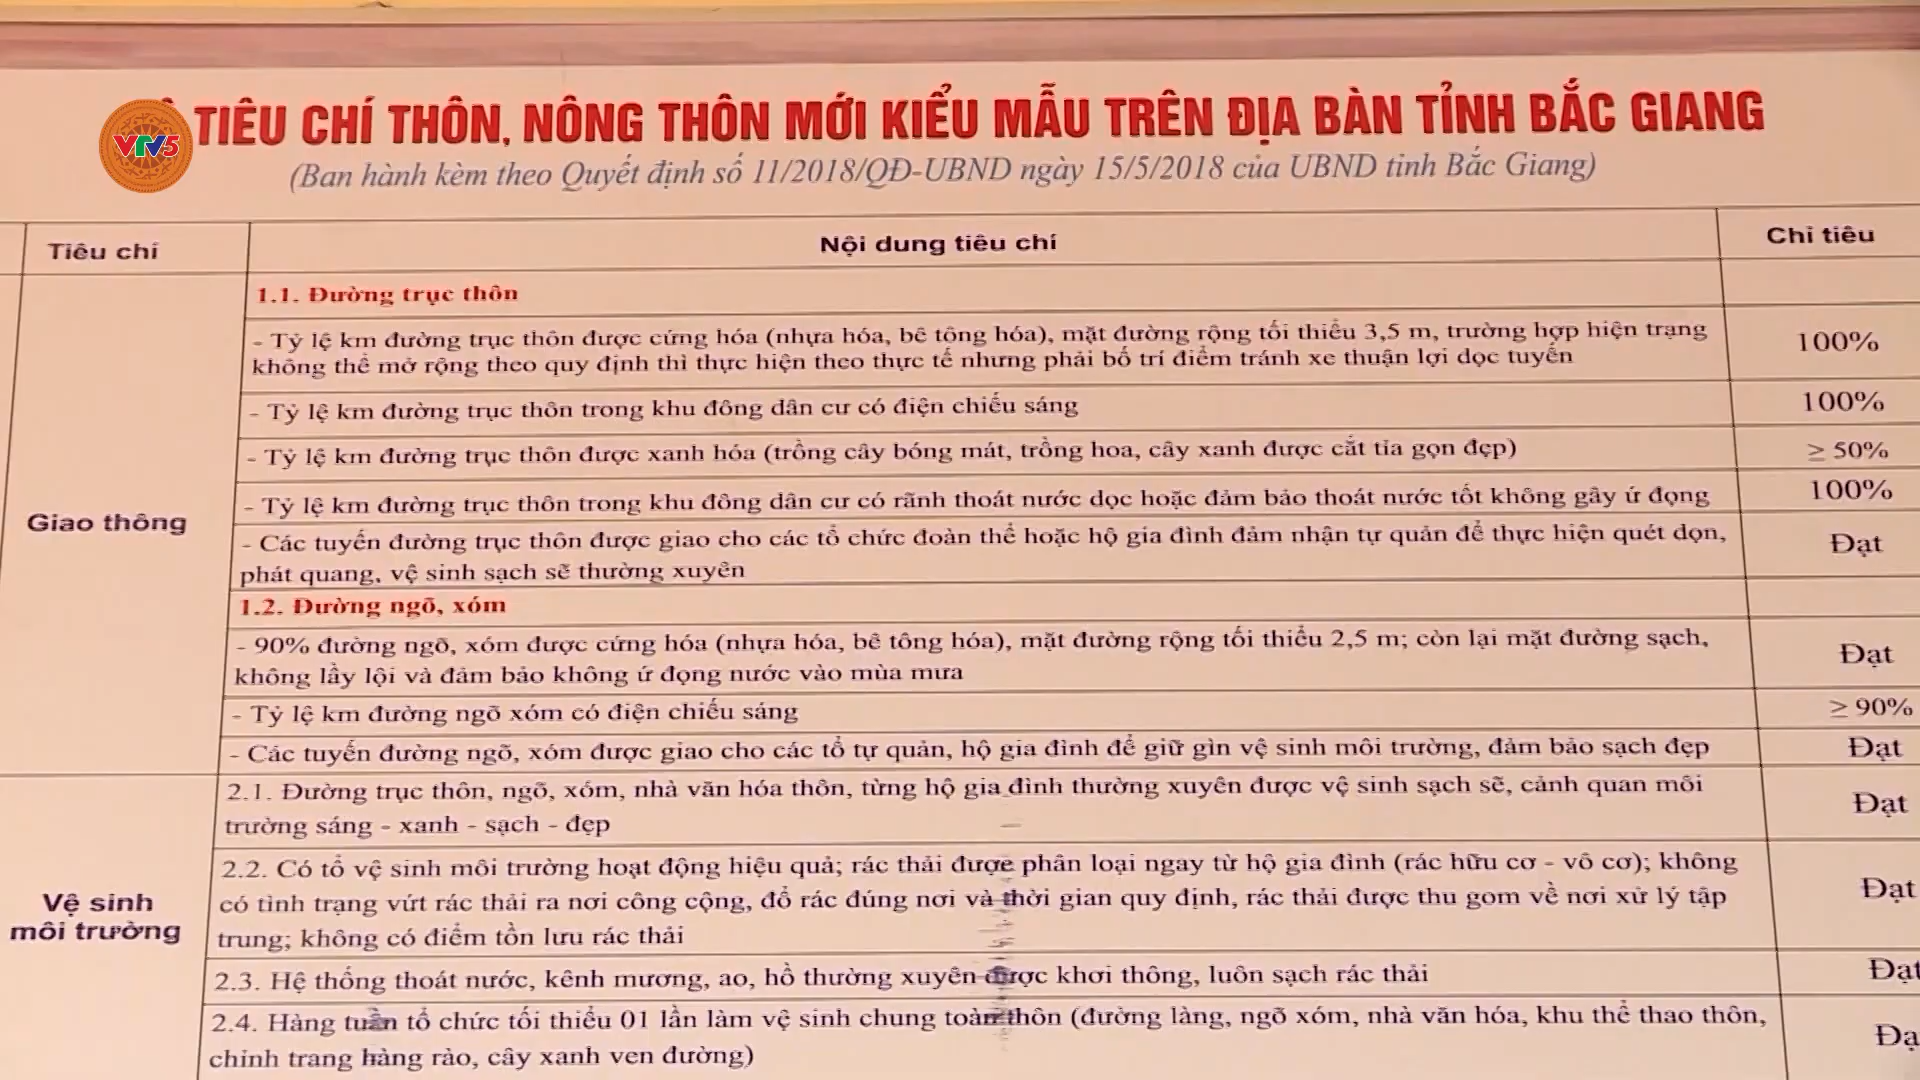 VTV5
TIÊU CHÍ THÔN, NÔNG THÔN MỚI KIỂU MẪU TRÊN ĐỊA BÀN TỈNH BẮC GIANG
(Ban hành kèm theo Quyết định số 11/2018/QĐ-UBND ngày 15/5/2018 của UBND tỉnh Bắc Giang)
Tiêu chí
Nội dung tiêu chí
Chỉ tiêu
Giao thông
1.1. Đường trục thôn
- Tỷ lệ km đường trục thôn được cứng hóa (nhựa hóa, bê tông hóa), mặt đường rộng tối thiểu 3,5 m, trường hợp hiện trạng
không thể mở rộng theo quy định thì thực hiện theo thực tế nhưng phải bố trí điểm tránh xe thuận lợi dọc tuyến
100%
- Tỷ lệ km đường trục thôn trong khu đông dân cư có điện chiếu sáng
100%
- Tỷ lệ km đường trục thôn được xanh hóa (trồng cây bóng mát, trồng hoa, cây xanh được cắt tỉa gọn đẹp)
≥ 50%
- Tỷ lệ km đường trục thôn trong khu đông dân cư có rãnh thoát nước dọc hoặc đảm bảo thoát nước tốt không gây ứ đọng
100%
- Các tuyến đường trục thôn được giao cho các tổ chức đoàn thể hoặc hộ gia đình đảm nhận tự quản để thực hiện quét dọn,
phát quang, vệ sinh sạch sẽ thường xuyên
Đạt
1.2. Đường ngõ, xóm
- 90% đường ngõ, xóm được cứng hóa (nhựa hóa, bê tông hóa), mặt đường rộng tối thiểu 2,5 m; còn lại mặt đường sạch,
không lầy lội và đảm bảo không ứ đọng nước vào mùa mưa
Đạt
- Tỷ lệ km đường ngõ xóm có điện chiếu sáng
≥ 90%
- Các tuyến đường ngõ, xóm được giao cho các tổ tự quản, hộ gia đình để giữ gìn vệ sinh môi trường, đảm bảo sạch đẹp
Đạt
Vệ sinh
môi trường
2.1. Đường trục thôn, ngõ, xóm, nhà văn hóa thôn, từng hộ gia đình thường xuyên được vệ sinh sạch sẽ, cảnh quan môi
trường sáng - xanh - sạch - đẹp
Đạt
2.2. Có tổ vệ sinh môi trường hoạt động hiệu quả; rác thải được phân loại ngay từ hộ gia đình (rác hữu cơ - vô cơ); không
có tình trạng vứt rác thải ra nơi công cộng, đổ rác đúng nơi và thời gian quy định, rác thải được thu gom về nơi xử lý tập
trung; không có điểm tồn lưu rác thải
Đạt
2.3. Hệ thống thoát nước, kênh mương, ao, hồ thường xuyên được khơi thông, luôn sạch rác thải
Đạt
2.4. Hàng tuần tổ chức tối thiểu 01 lần làm vệ sinh chung toàn thôn (đường làng, ngõ xóm, nhà văn hóa, khu thể thao thôn,
chỉnh trang hàng rào, cây xanh ven đường)